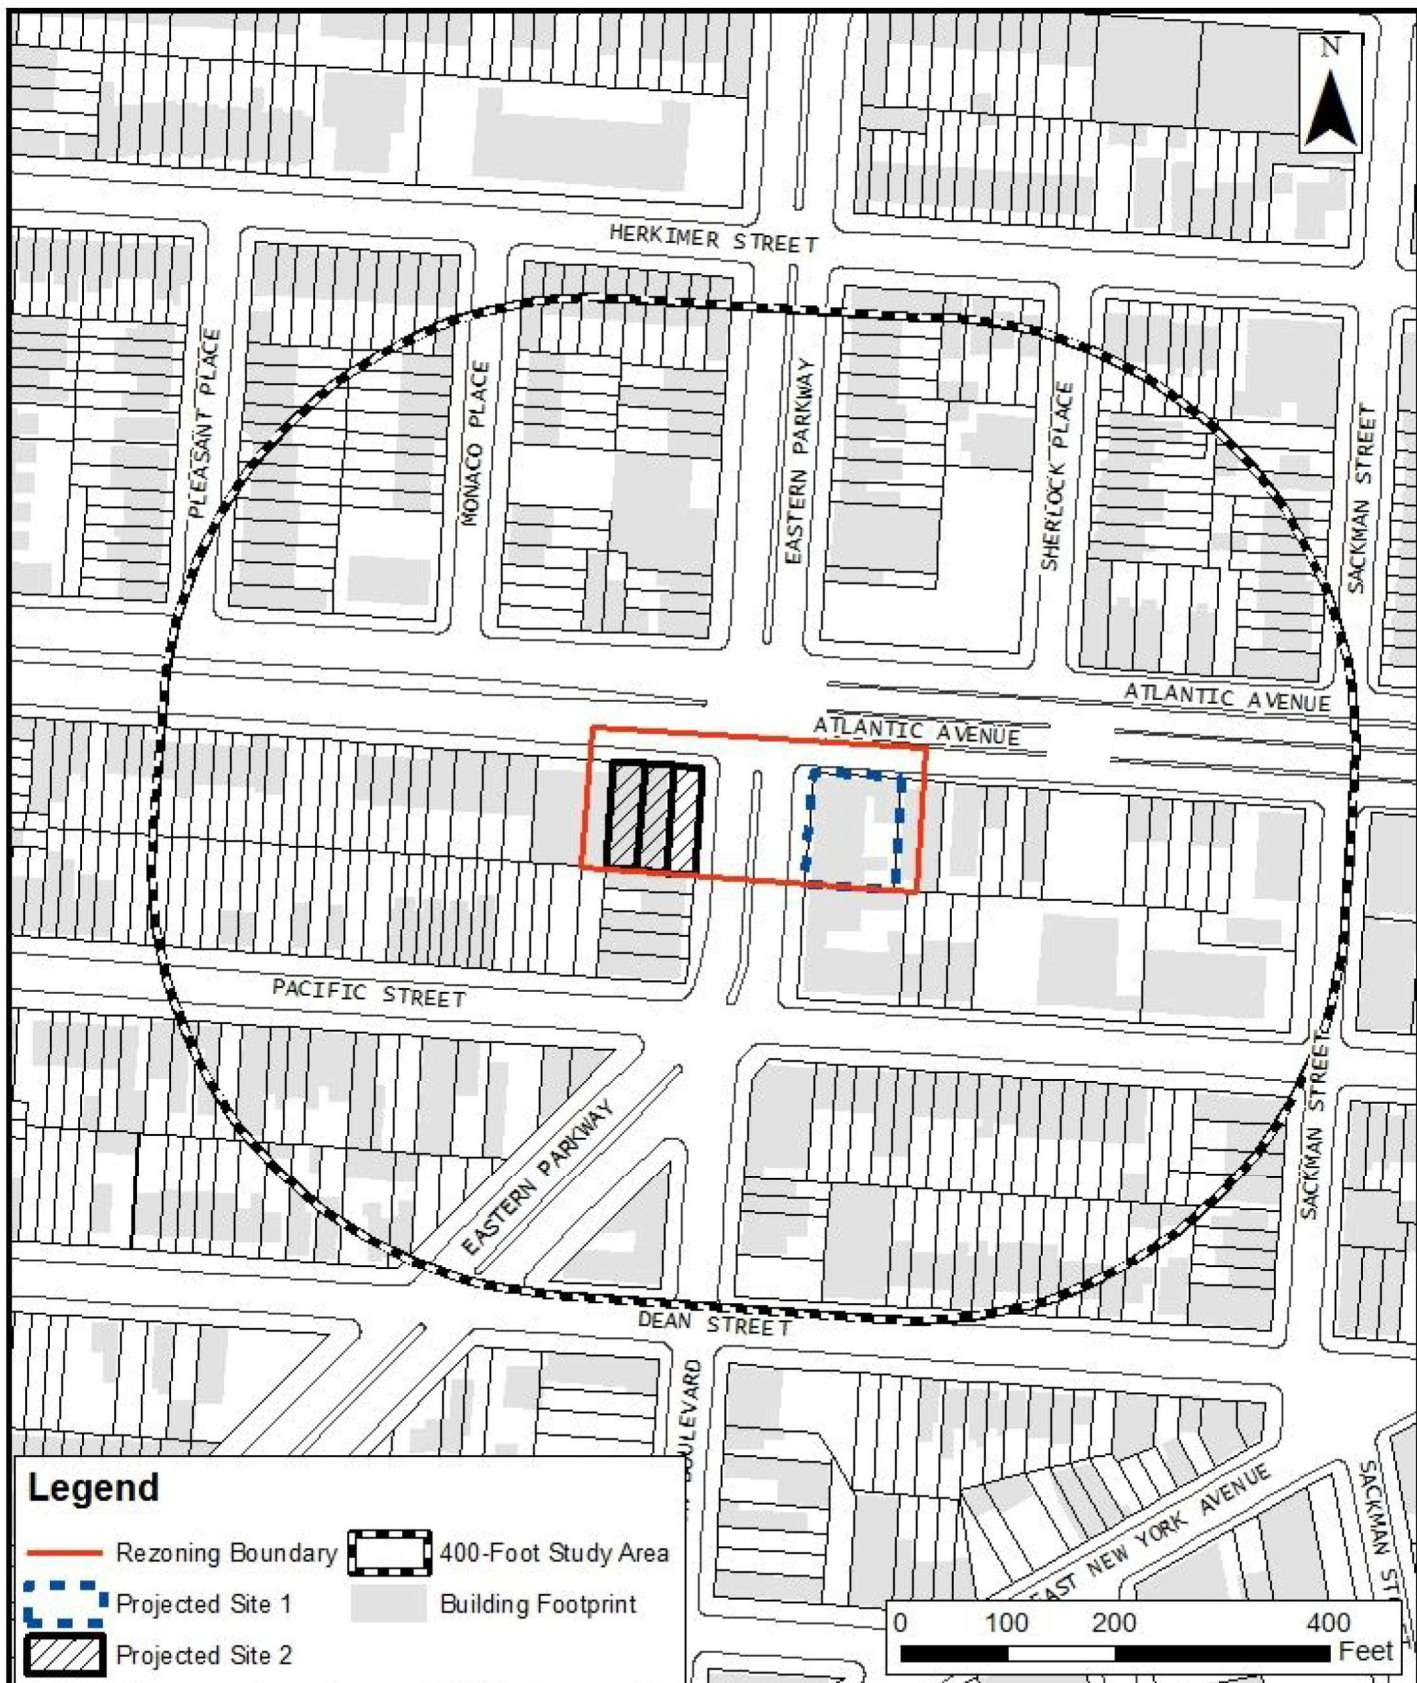 N
HERKIMER STREET
PLEASANT PLACE
MONACO PLACE
EASTERN PARKWAY
SHERLOCK PLACE
SACKMAN STREET
ATLANTIC AVENUE
ATLANTIC AVENUE
PACIFIC STREET
EASTERN PARKWAY
SACKMAN STREET
DEAN STREET
EAST NEW YORK AVENUE
SACKMAN
Legend
Rezoning Boundary
400-Foot Study Area
Projected Site 1
Building Footprint
Projected Site 2
0 100 200 400
Feet